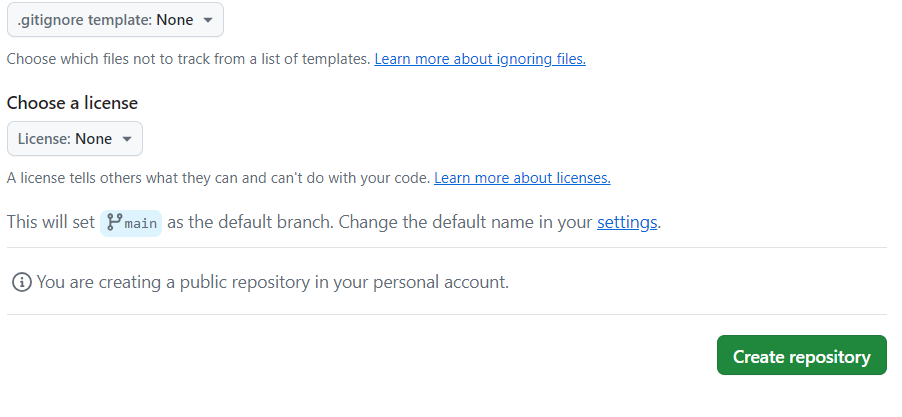 .gitignore template: None
Choose which files not to track from a list of templates. Learn more about ignoring files.
Choose a license
License: None
A license tells others what they can and can't do with your code. Learn more about licenses.
This will set main as the default branch. Change the default name in your settings.
You are creating a public repository in your personal account.
Create repository